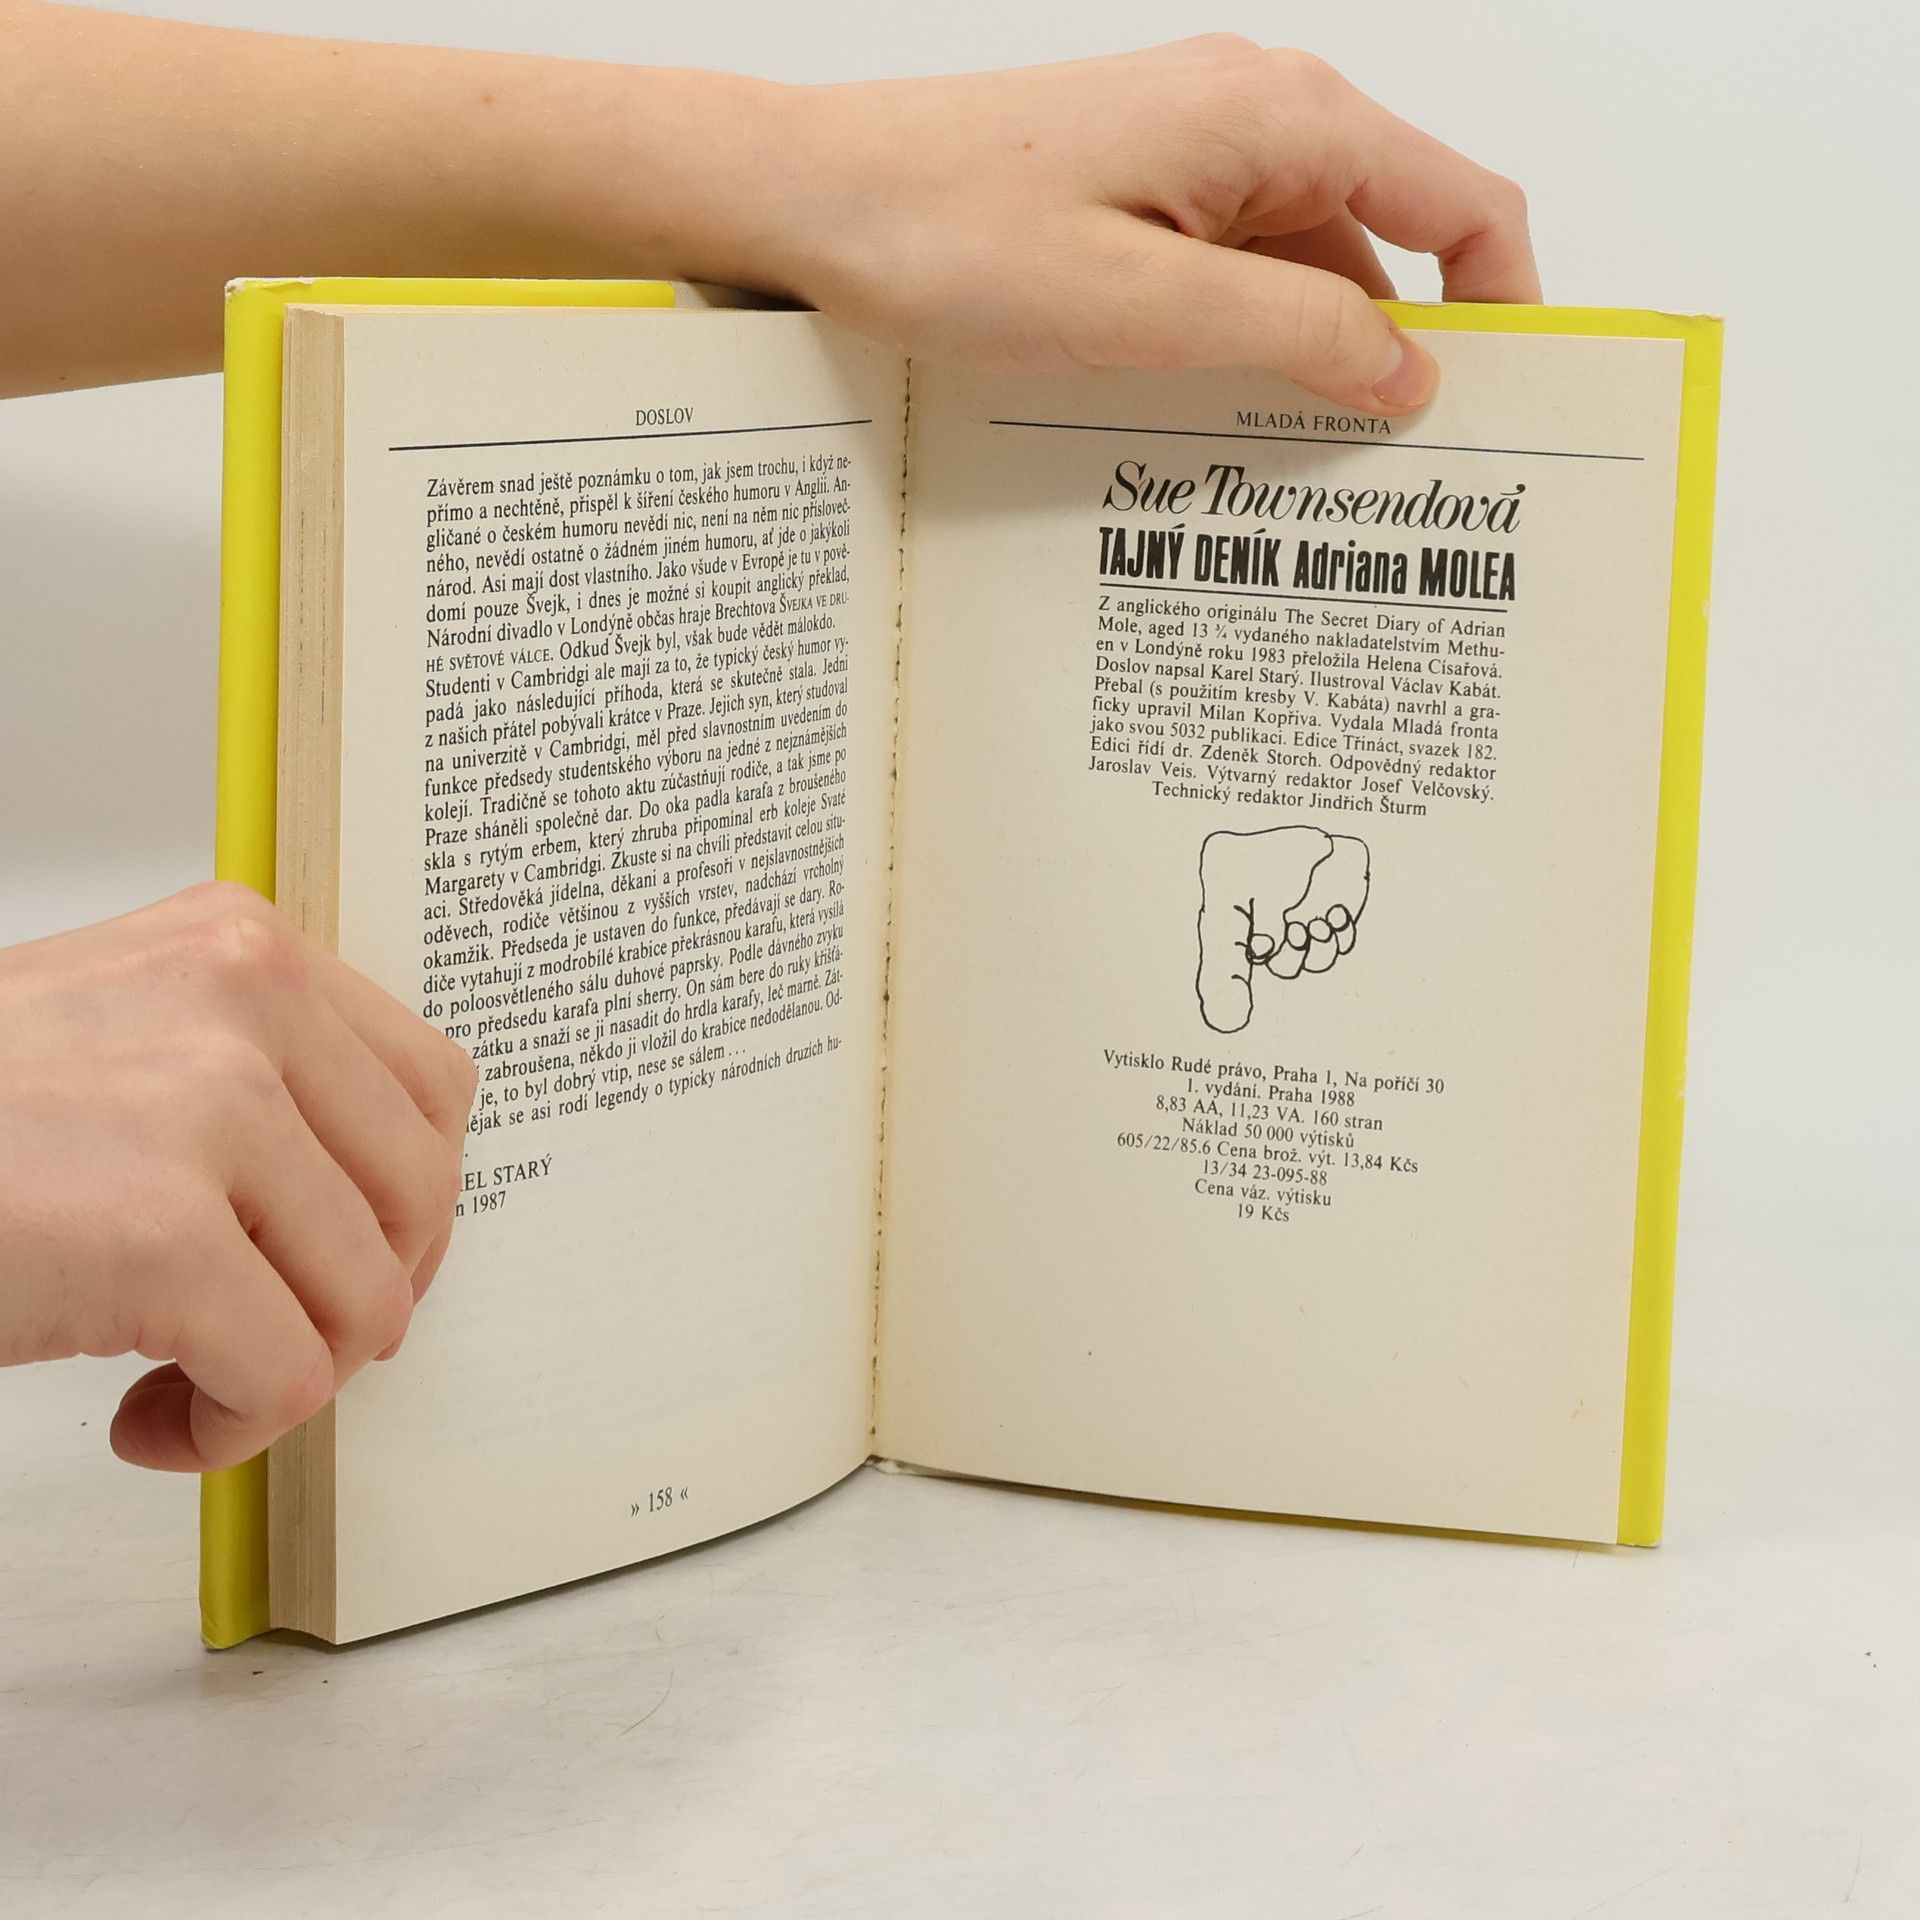 DOSLOV
Závěrem snad ještě poznámku o tom, jak jsem trochu, i když ne-
přímo a nechtěně, přispěl k šíření českého humoru v Anglii. An-
gličané o českém humoru nevědí nic, není na něm nic příslověč-
ného, nevědí ostatně o žádném jiném humoru, ať jde o jakýkoli
národ. Asi mají dost vlastního. Jako všude v Evropě je tu v pově-
domí pouze Švejk, i dnes je možné si koupit anglický překlad,
Národní divadlo v Londýně občas hraje Brechtova ŠVEJKA VE DRU-
HÉ SVĚTOVÉ VÁLCE. Odkud Švejk byl, však bude vědět málokdo.
Studenti v Cambridgi ale mají za to, že typický český humor vy-
padá jako následující příhoda, která se skutečně stala. Jedni
z našich přátel pobývali krátce v Praze. Jejich syn, který studoval
na univerzitě v Cambridgi, měl před slavnostním uvedením do
funkce předsedy studentského výboru na jedné z nejznámějších
kolejí. Tradičně se tohoto aktu zúčastňují rodiče, a tak jsme po
Praze sháněli společně dar. Do oka padla karafa z broušeného
skla s rytým erbem, který zhruba připomínal erb koleje Svaté
Margarety v Cambridgi. Zkuste si na chvíli představit celou situ-
aci. Středověká jídelna, děkani a profesoři v nejslavnostnějších
oděvech, rodiče většinou z vyšších vrstev, nadchází vrcholný
okamžik. Předseda je ustaven do funkce, předávají se dary. Ro-
diče vytahují z modrobílé krabice překrásnou karafu, která vysílá
do poloosvětleného sálu duhové paprsky. Podle dávného zvyku
pro předsedu karafa plní sherry. On sám bere do ruky křišťá-
zátku a snaží se ji nasadit do hrdla karafy, leč marně. Zát-
zabroušena, někdo ji vložil do krabice nedodělanou. Od-
je, to byl dobrý vtip, nese se sálem ...
se asi rodí legendy o typicky národních druzích hu-
STARÝ
1987
» 158 «
MLADÁ FRONTA
Sue Townsendová
TAJNÝ DENÍK Adriana MOLEA
Z anglického originálu The Secret Diary of Adrian
Mole, aged 13 ¾ vydaného nakladatelstvím Methu-
en v Londýně roku 1983 přeložila Helena Císařová.
Doslov napsal Karel Starý. Ilustroval Václav Kabát.
Přebal (s použitím kresby V. Kabáta) navrhl a gra-
ficky upravil Milan Kopřiva. Vydala Mladá fronta
jako svou 5032 publikaci. Edice Třináct, svazek 182.
Edici řídí dr. Zdeněk Storch. Odpovědný redaktor
Jaroslav Veis. Výtvarný redaktor Josef Velčovský.
Technický redaktor Jindřich Šturm
Vytisklo Rudé právo, Praha 1, Na poříčí 30
1. vydání. Praha 1988
8,83 AA, 11,23 VA. 160 stran
Náklad 50 000 výtisků
605/22/85.6 Cena brož. výt. 13,84 Kčs
13/34 23-095-88
Cena váz. výtisku
19 Kčs